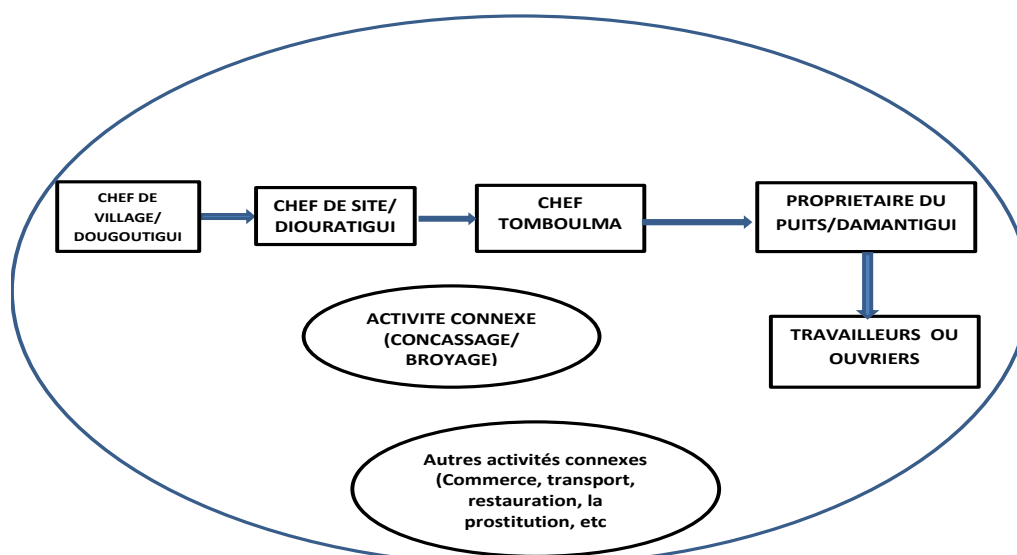 CHEF DE
VILLAGE/
DOUGOUTIGUI
CHEF DE SITE/
DIOURATIGUI
CHEF
TOMBOULMA
PROPRIETAIRE DU
PUITS/DAMANTIGUI
ACTIVITE CONNEXE
(CONCASSAGE/
BROYAGE)
TRAVAILLEURS OU
OUVRIERS
Autres activités connexes
(Commerce, transport,
restauration, la
prostitution, etc